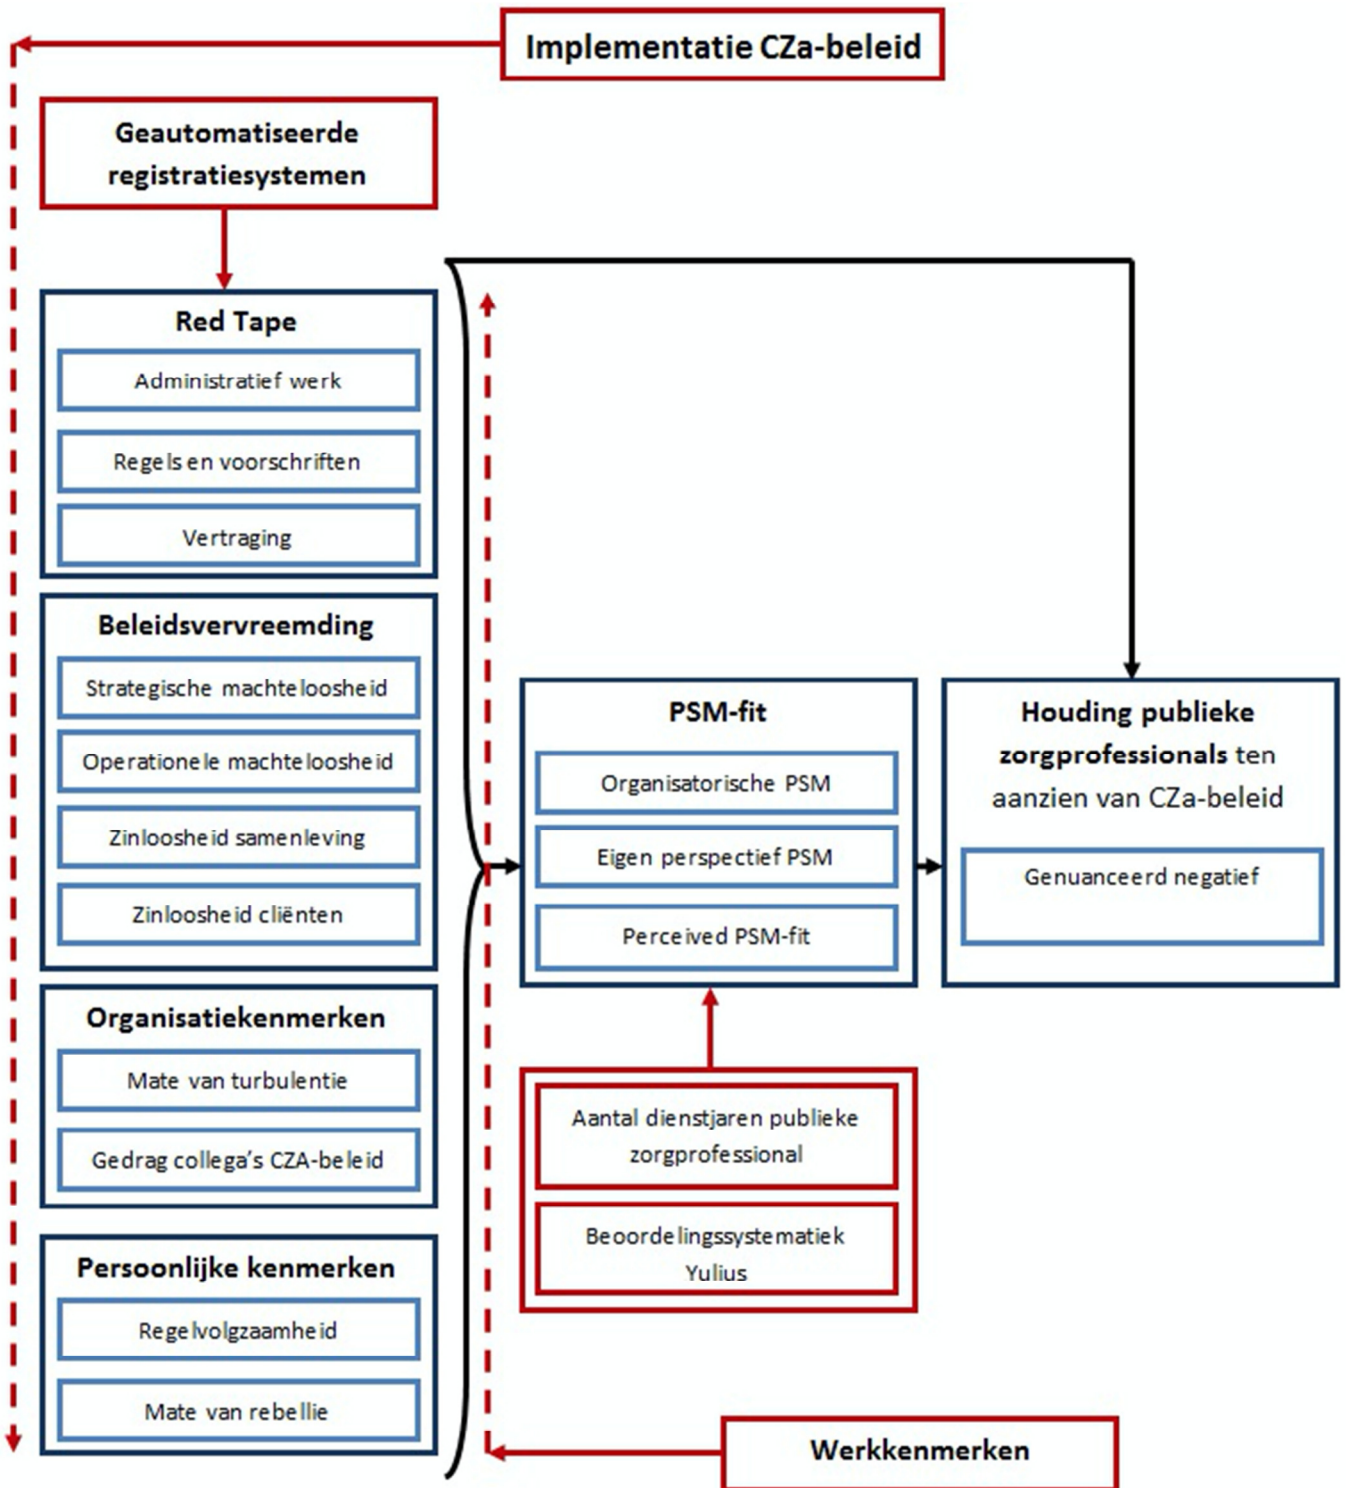 Implementatie CZa-beleid
Geautomatiseerde
registratiesystemen
Red Tape
Administratief werk
Regels en voorschriften
Vertraging
Beleidsvervreemding
Strategische machteloosheid
Operationele machteloosheid
Zinloosheid samenleving
Zinloosheid cliënten
Organisatiekenmerken
Mate van turbulentie
Gedrag collega's CZA-beleid
Persoonlijke kenmerken
Regelvolgzaamheid
Mate van rebellie
PSM-fit
Organisatorische PSM
Eigen perspectief PSM
Perceived PSM-fit
Aantal dienstjaren publieke
zorgprofessional
Beoordelingssystematiek
Yulius
Werkkenmerken
Houding publieke
zorgprofessionals ten
aanzien van CZa-beleid
Genuanceerd negatief